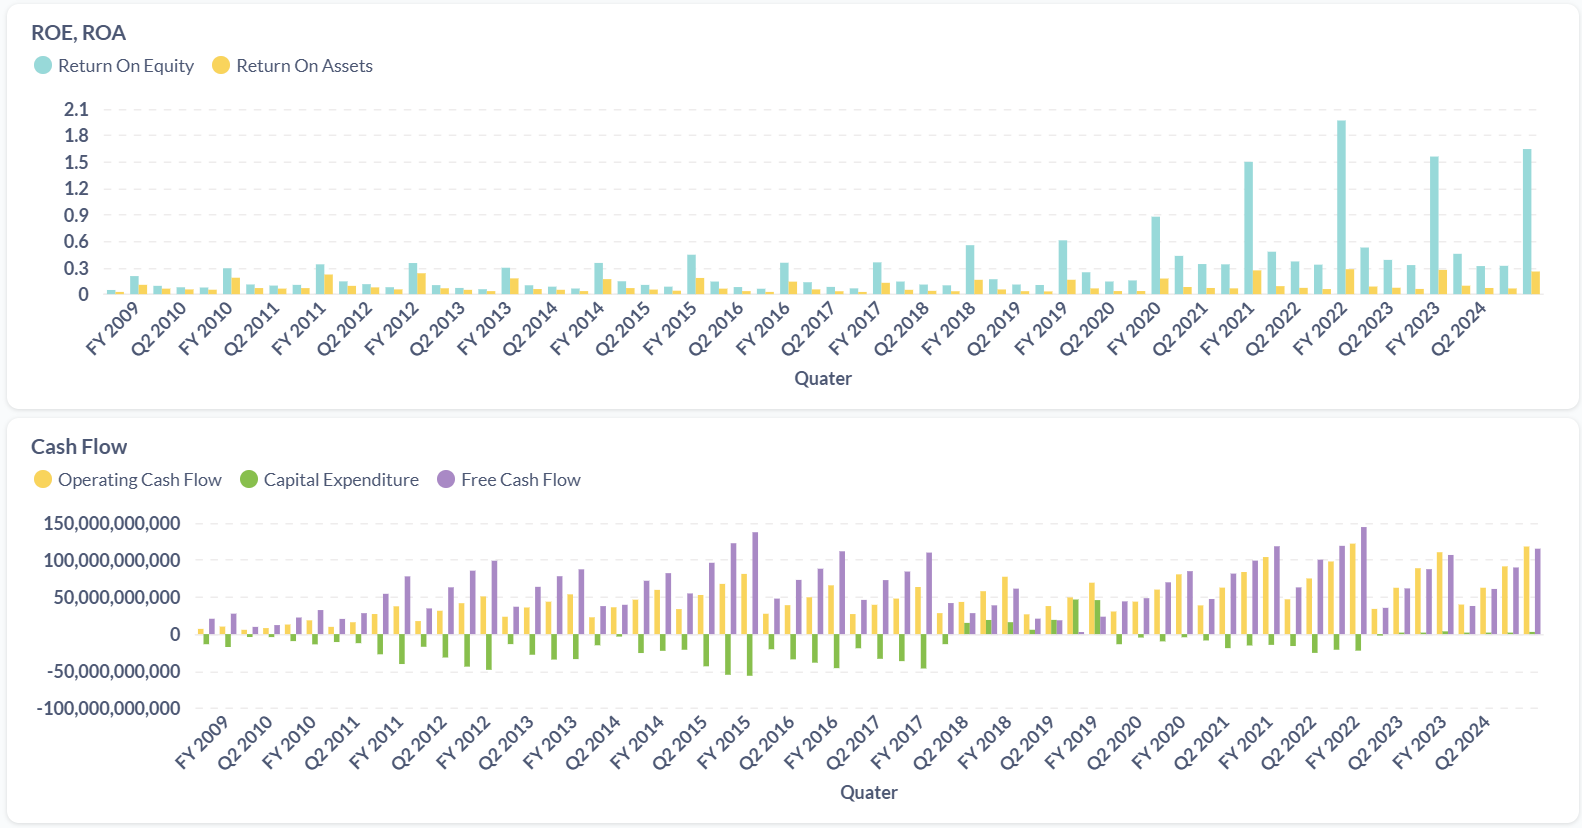 ROE, ROA
Return On Equity Return On Assets
2.1
1.8
1.5
1.2
0.9
0.6
0.3
0
FY 2009 Q2 2010 FY 2010 Q2 2011 FY 2011 Q2 2012 FY 2012 Q2 2013 FY 2013 Q2 2014 FY 2014 Q2 2015 FY 2015 Q2 2016 FY 2016 Q2 2017 FY 2017 Q2 2018 FY 2018 Q2 2019 FY 2019 Q2 2020 FY 2020 Q2 2021 FY 2021 Q2 2022 FY 2022 Q2 2023 FY 2023 Q2 2024
Quater
Cash Flow
Operating Cash Flow Capital Expenditure Free Cash Flow
150,000,000,000
100,000,000,000
50,000,000,000
0
-50,000,000,000
-100,000,000,000
FY 2009 Q2 2010 FY 2010 Q2 2011 FY 2011 Q2 2012 FY 2012 Q2 2013 FY 2013 Q2 2014 FY 2014 Q2 2015 FY 2015 Q2 2016 FY 2016 Q2 2017 FY 2017 Q2 2018 FY 2018 Q2 2019 FY 2019 Q2 2020 FY 2020 Q2 2021 FY 2021 Q2 2022 FY 2022 Q2 2023 FY 2023 Q2 2024
Quater